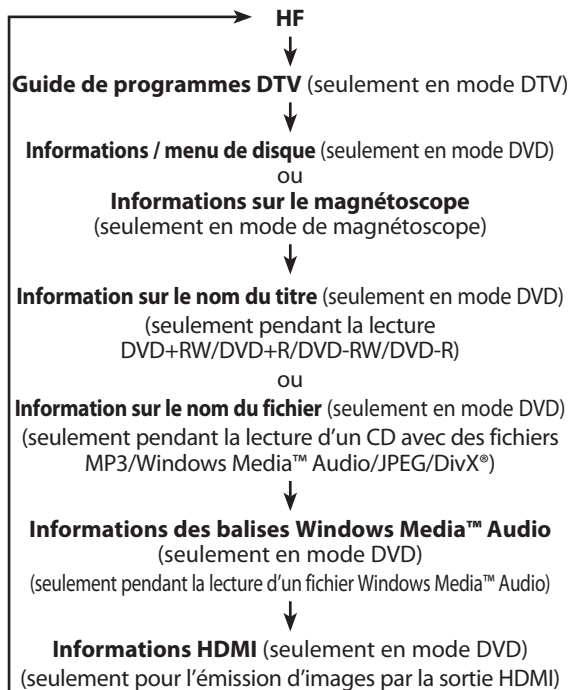 HF
Guide de programmes DTV (seulement en mode DTV)
Informations / menu de disque (seulement en mode DVD)
ou
Informations sur le magnétoscope
(seulement en mode de magnétoscope)
Information sur le nom du titre (seulement en mode DVD)
(seulement pendant la lecture
DVD+RW/DVD+R/DVD-RW/DVD-R)
ou
Information sur le nom du fichier (seulement en mode DVD)
(seulement pendant la lecture d’un CD avec des fichiers
MP3/Windows Media™ Audio/JPEG/DivX®)
Informations des balises Windows Media™ Audio
(seulement en mode DVD)
(seulement pendant la lecture d’un fichier Windows Media™ Audio)
Informations HDMI (seulement en mode DVD)
(seulement pour l’émission d’images par la sortie HDMI)